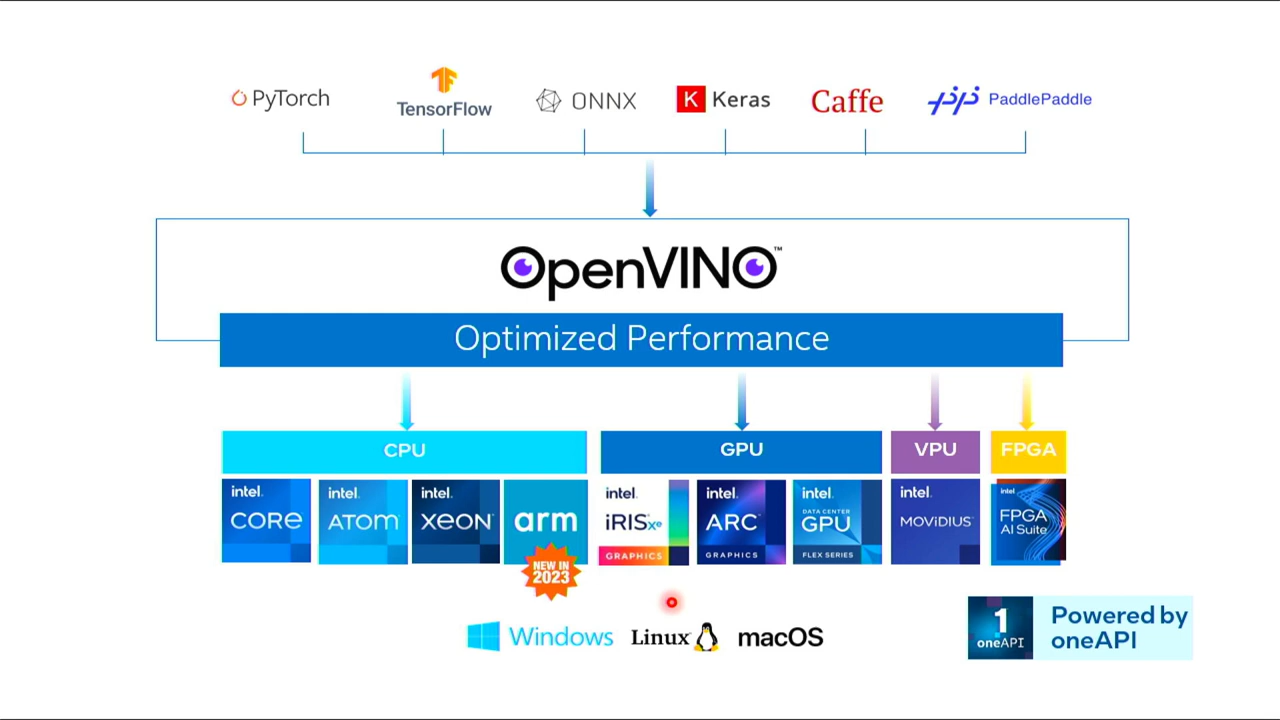 PyTorch
TensorFlow
ONNX
K Keras
Caffe
PaddlePaddle
OpenVINO™
Optimized Performance
CPU
GPU
VPU
FPGA
intel.
CORE
intel.
ATOM
intel.
XEON
arm
NEW IN
2023
intel.
iRIS Xe
GRAPHICS
intel.
ARC
GRAPHICS
intel.
DATA CENTER
GPU
FLEX SERIES
intel.
MOVIDIUS
intel
FPGA
AI Suite
Windows
Linux
macOS
1
oneAPI
Powered by
oneAPI